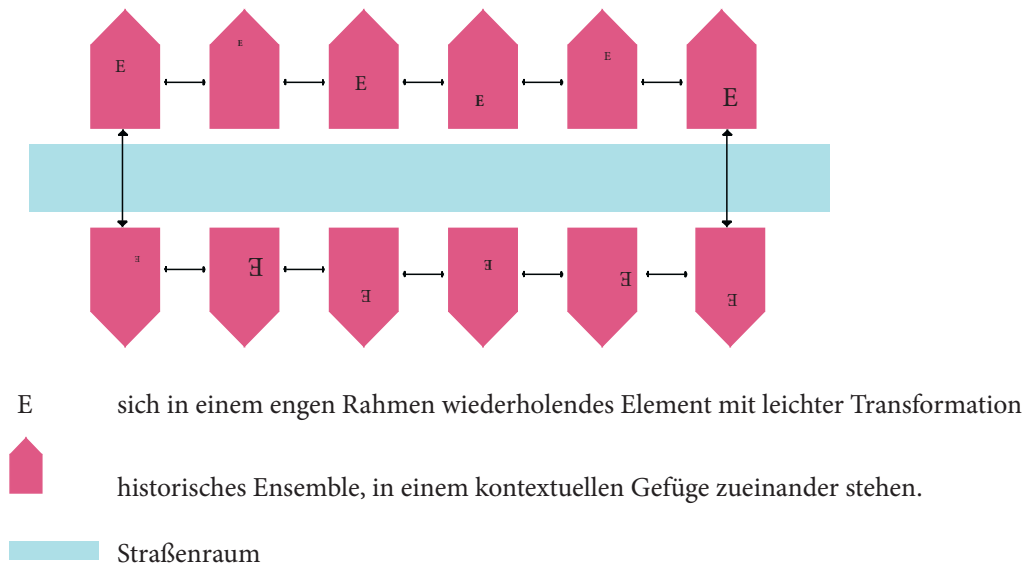 E E E E E E
E E E E E E
E sich in einem engen Rahmen wiederholendes Element mit leichter Transformation
historisches Ensemble, in einem kontextuellen Gefüge zueinander stehen.
Straßenraum